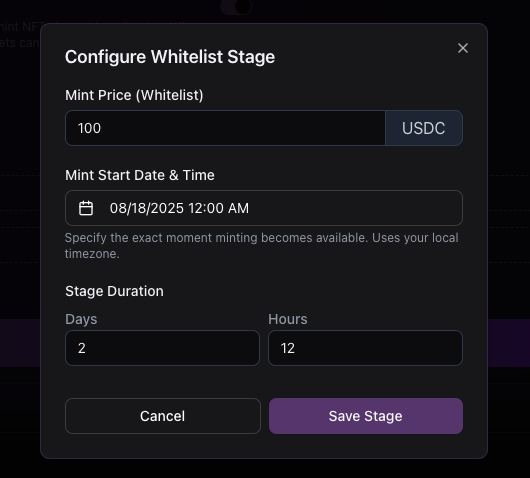 Configure Whitelist Stage
Mint Price (Whitelist)
100 USDC
Mint Start Date & Time
08/18/2025 12:00 AM
Specify the exact moment minting becomes available. Uses your local
timezone.
Stage Duration
Days Hours
2 12
Cancel Save Stage